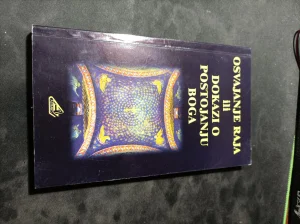 OSVAJANJE RAJA
ili
DOKAZI O
POSTOJANJU
BOGA